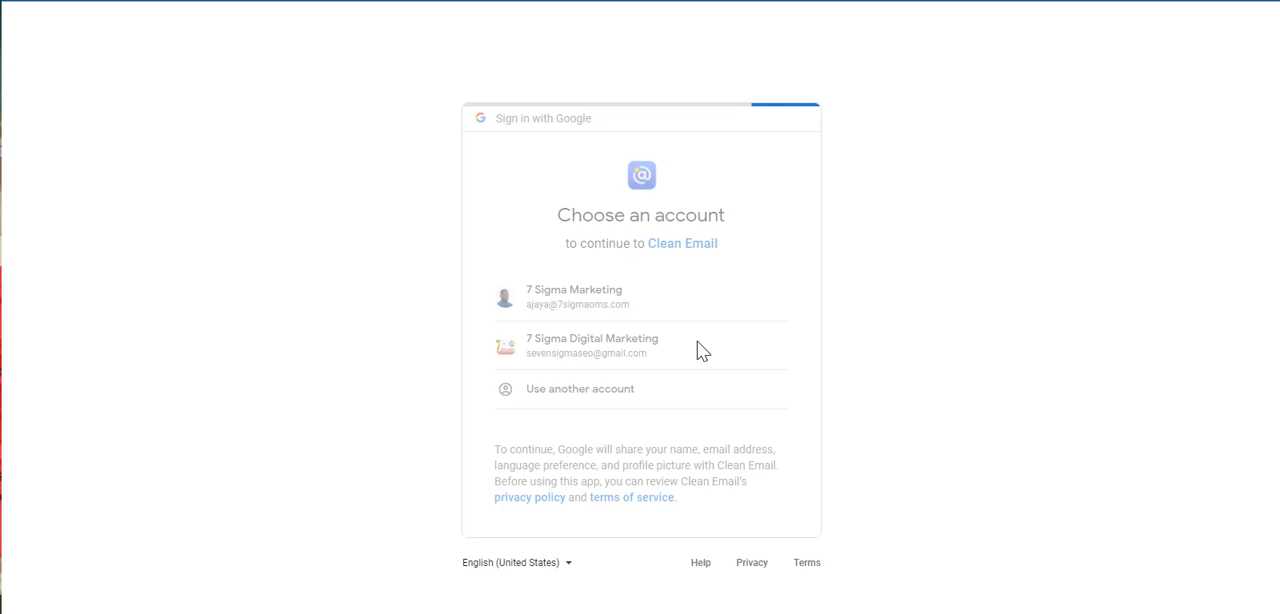 Sign in with Google
Choose an account
to continue to Clean Email
7 Sigma Marketing
ajaya@7sigmaoms.com
7 Sigma Digital Marketing
sevensigmaseo@gmail.com
Use another account
To continue, Google will share your name, email address,
language preference, and profile picture with Clean Email.
Before using this app, you can review Clean Email's
privacy policy and terms of service.
English (United States) Help Privacy Terms